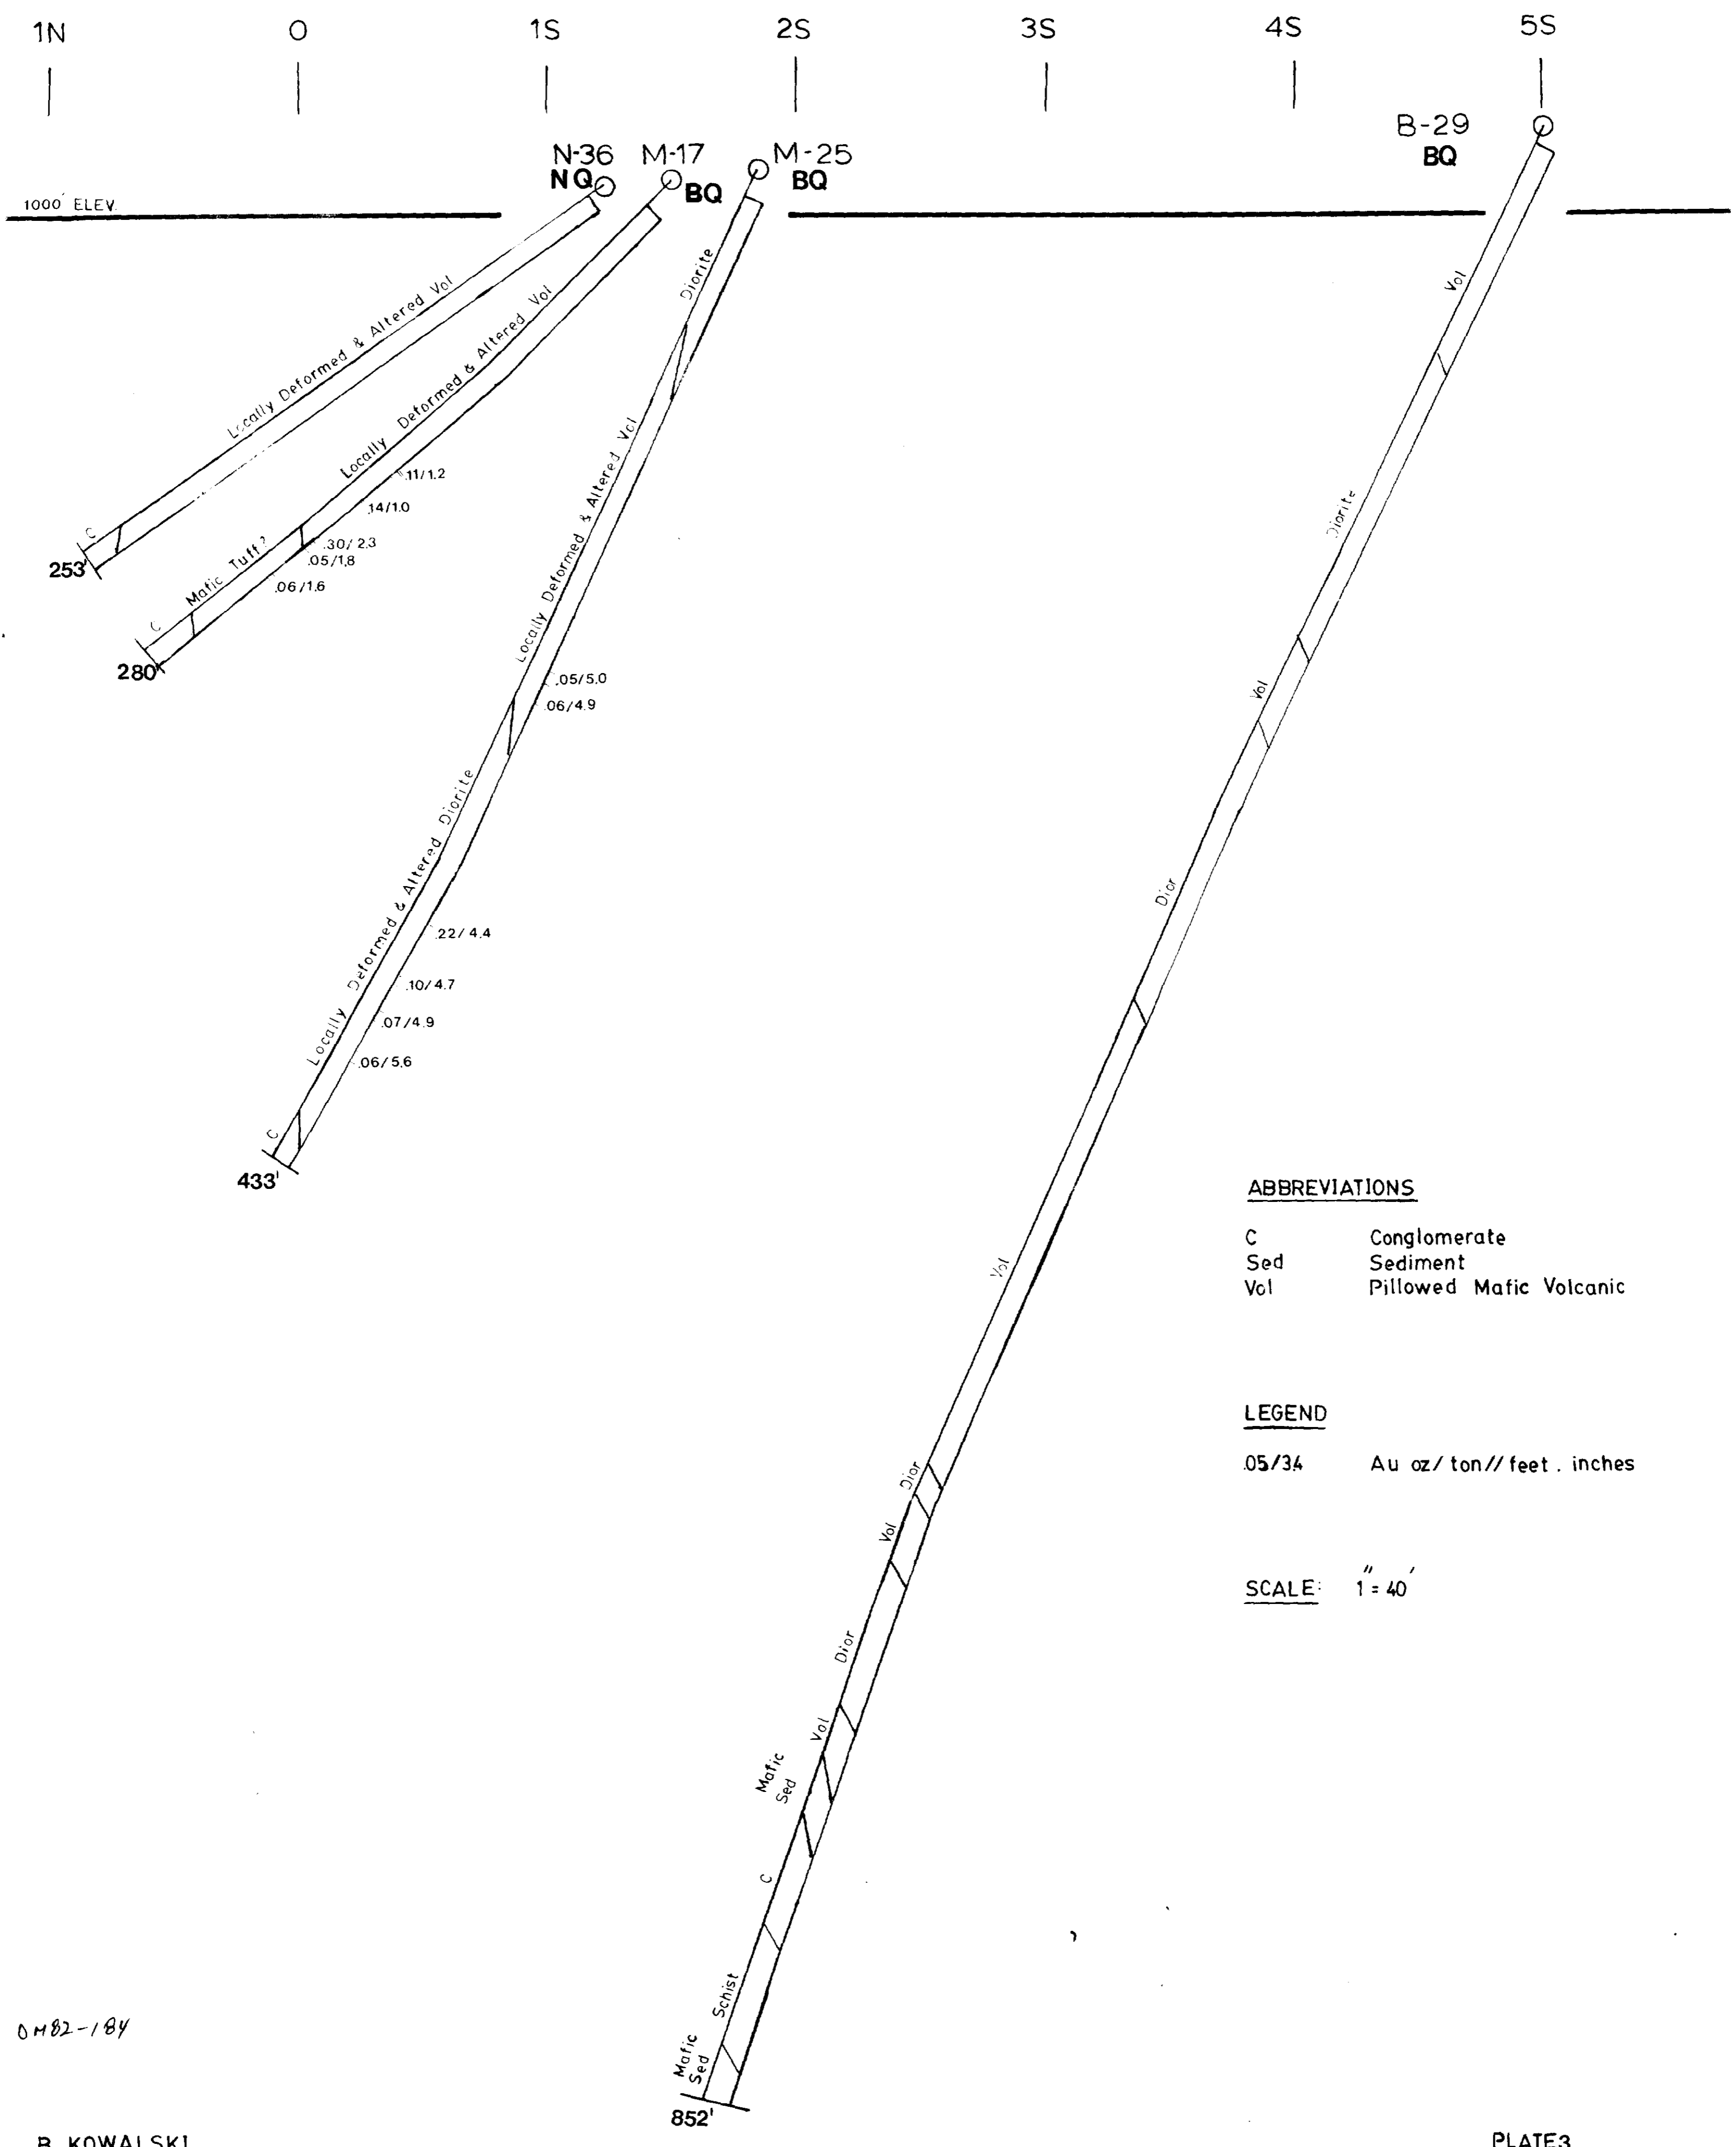 1N O 1S 2S 3S 4S 5S
N-36
NQ
M-17
BQ
M-25
BQ
B-29
BQ
1000' ELEV.
Locally Deformed & Altered Vol
C
253'
Locally Deformed & Altered Vol
.11/1.2
.14/1.0
.30/2.3
.05/1.8
.06/1.6
Mafic Tuff?
C
280'
Diorite
Locally Deformed & Altered Vol
.05/5.0
.06/4.9
Locally Deformed & Altered Diorite
.22/4.4
.10/4.7
.07/4.9
.06/5.6
C
433'
Vol
Diorite
Vol
Dior
Vol
Dior
Vol
Dior
Vol
Mafic
Sed
C
Schist
Mafic
Sed
852'
ABBREVIATIONS
C Conglomerate
Sed Sediment
Vol Pillowed Mafic Volcanic
LEGEND
.05/3.4 Au oz/ton//feet . inches
SCALE: 1" = 40'
OM82-184
B. KOWALSKI
PLATE3